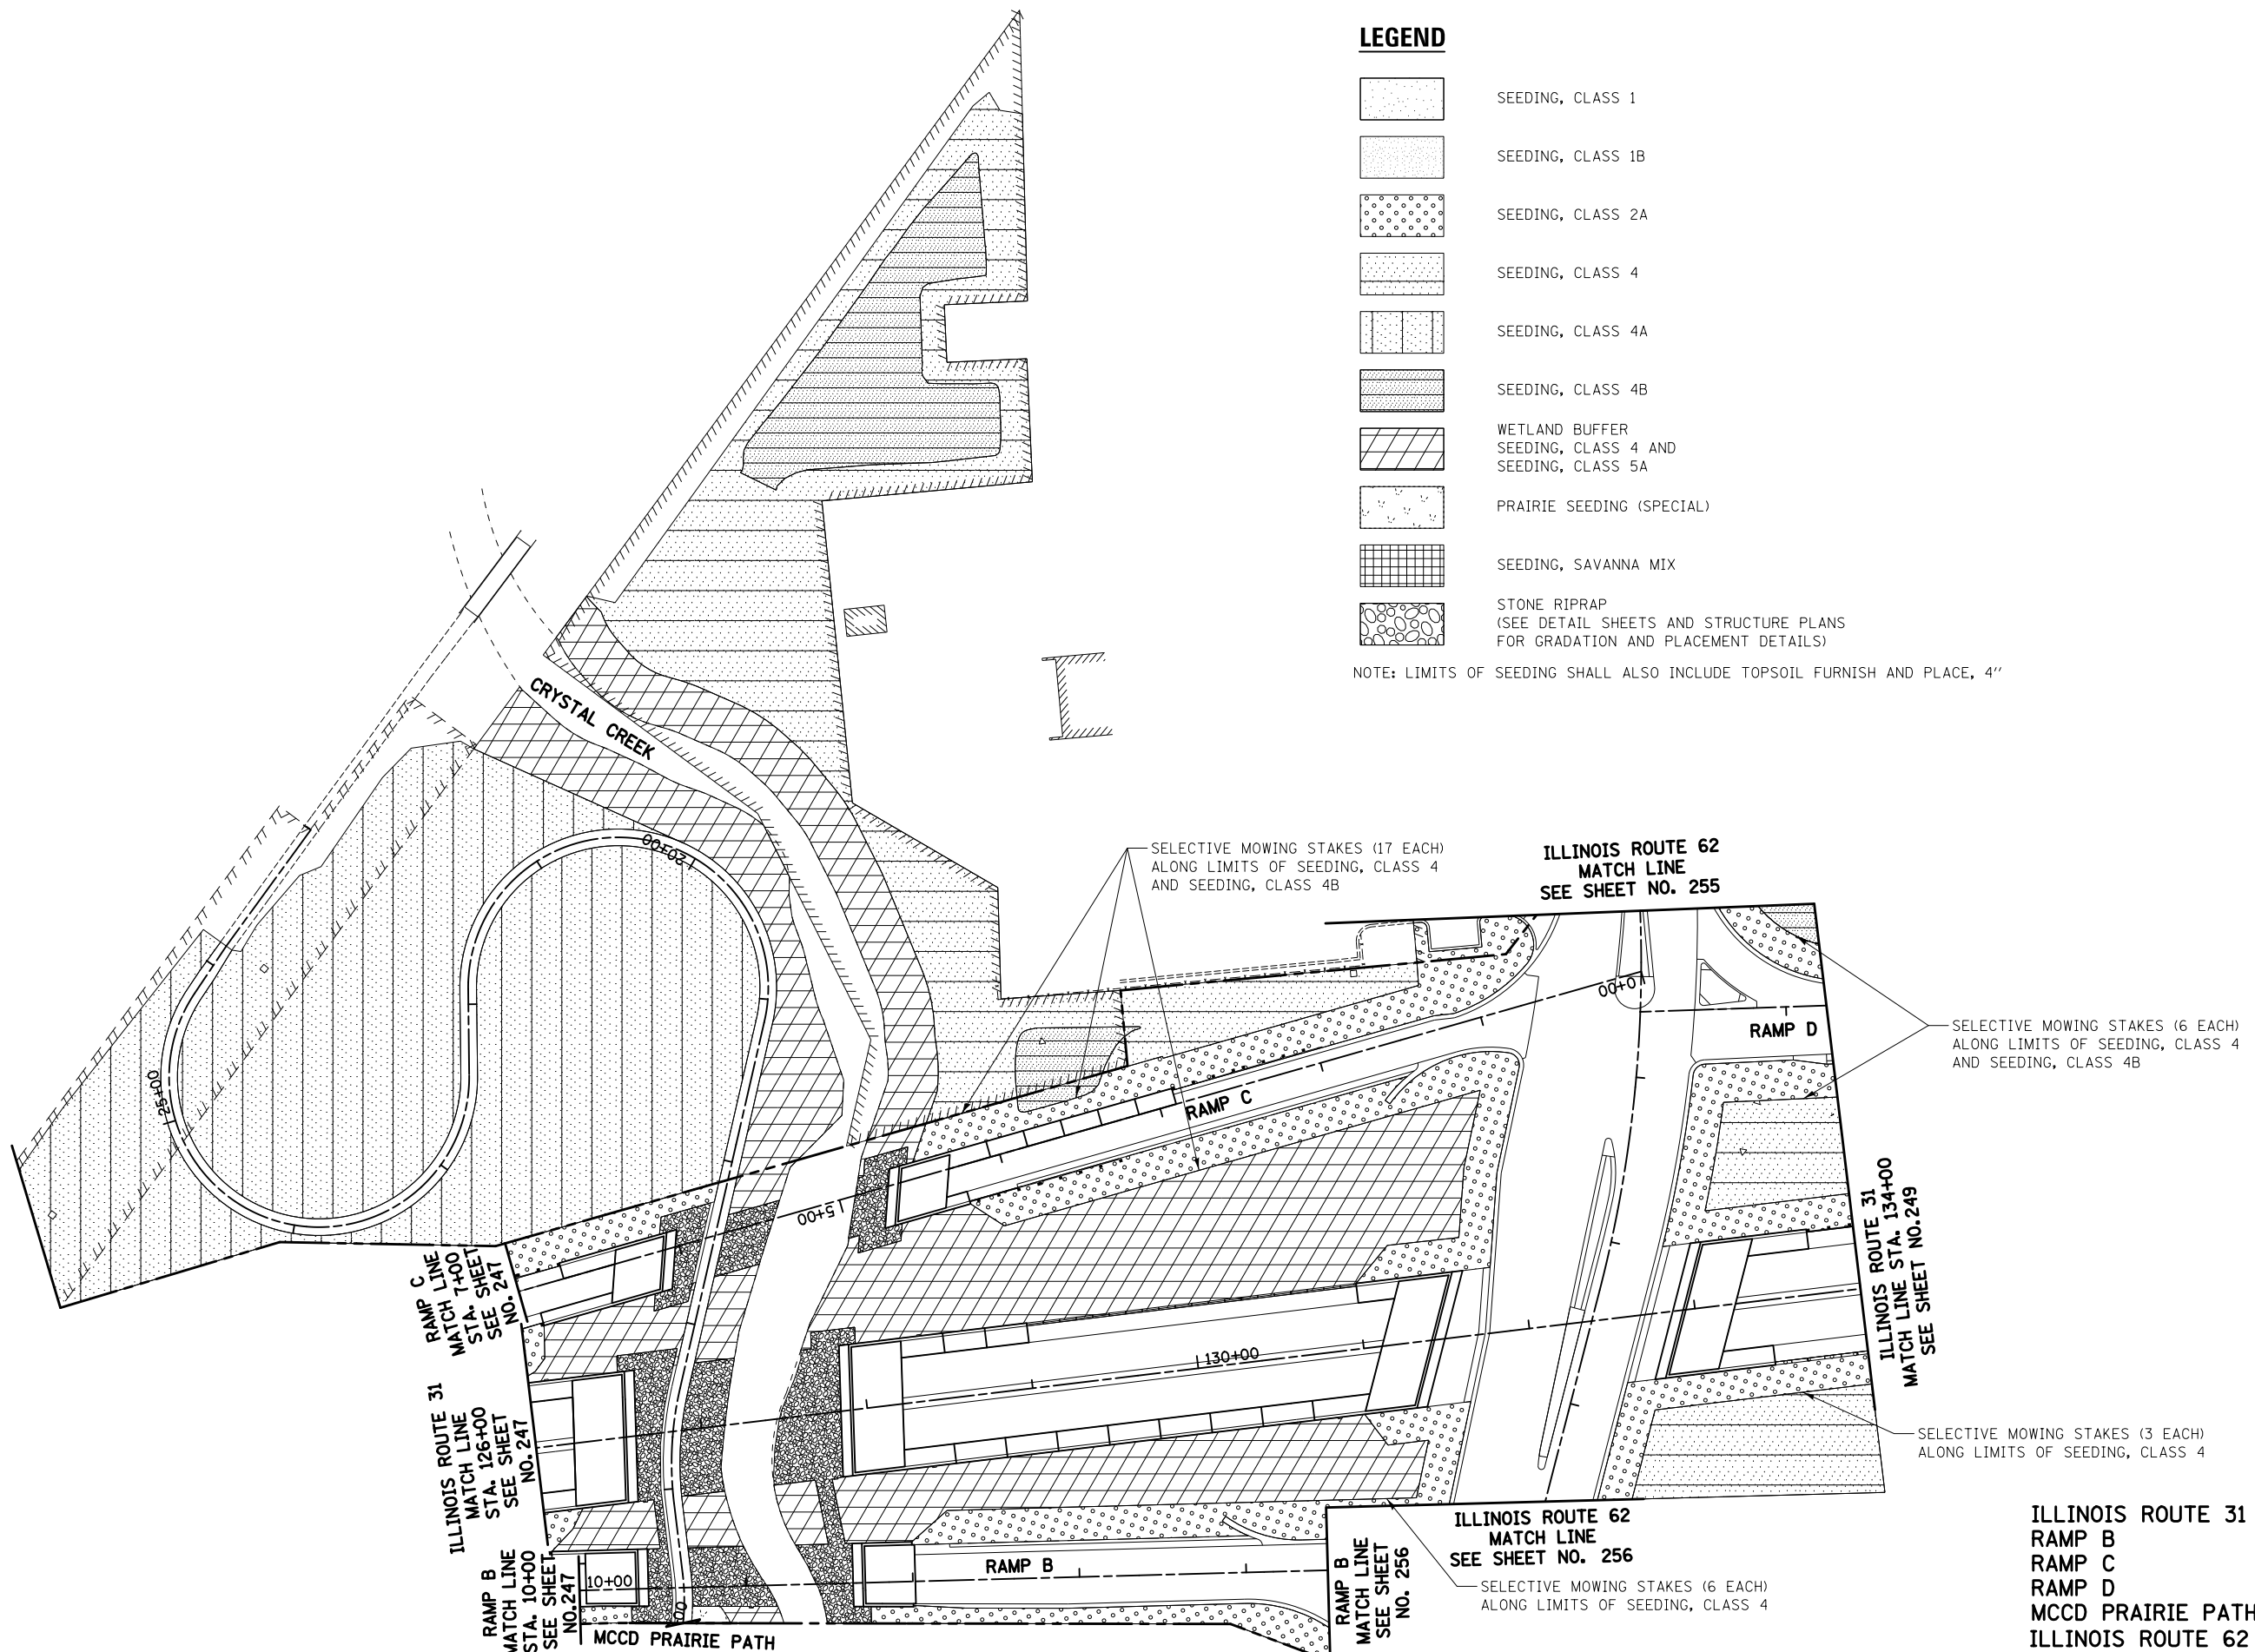 LEGEND
SEEDING, CLASS 1
SEEDING, CLASS 1B
SEEDING, CLASS 2A
SEEDING, CLASS 4
SEEDING, CLASS 4A
SEEDING, CLASS 4B
WETLAND BUFFER
SEEDING, CLASS 4 AND
SEEDING, CLASS 5A
PRAIRIE SEEDING (SPECIAL)
SEEDING, SAVANNA MIX
STONE RIPRAP
(SEE DETAIL SHEETS AND STRUCTURE PLANS
FOR GRADATION AND PLACEMENT DETAILS)
NOTE: LIMITS OF SEEDING SHALL ALSO INCLUDE TOPSOIL FURNISH AND PLACE, 4"
CRYSTAL CREEK
20+00
25+00
SELECTIVE MOWING STAKES (17 EACH)
ALONG LIMITS OF SEEDING, CLASS 4
AND SEEDING, CLASS 4B
ILLINOIS ROUTE 62
MATCH LINE
SEE SHEET NO. 255
0+00
RAMP D
SELECTIVE MOWING STAKES (6 EACH)
ALONG LIMITS OF SEEDING, CLASS 4
AND SEEDING, CLASS 4B
RAMP C
5+00
RAMP C
MATCH LINE
STA. 7+00
SEE SHEET
NO. 247
ILLINOIS ROUTE 31
MATCH LINE STA. 134+00
SEE SHEET NO.249
130+00
ILLINOIS ROUTE 31
MATCH LINE
STA. 126+00
SEE SHEET
NO. 247
SELECTIVE MOWING STAKES (3 EACH)
ALONG LIMITS OF SEEDING, CLASS 4
RAMP B
MATCH LINE
STA. 10+00
SEE SHEET
NO.247
10+00
RAMP B
MCCD PRAIRIE PATH
RAMP B
MATCH LINE
SEE SHEET
NO. 256
ILLINOIS ROUTE 62
MATCH LINE
SEE SHEET NO. 256
SELECTIVE MOWING STAKES (6 EACH)
ALONG LIMITS OF SEEDING, CLASS 4
ILLINOIS ROUTE 31
RAMP B
RAMP C
RAMP D
MCCD PRAIRIE PATH
ILLINOIS ROUTE 62